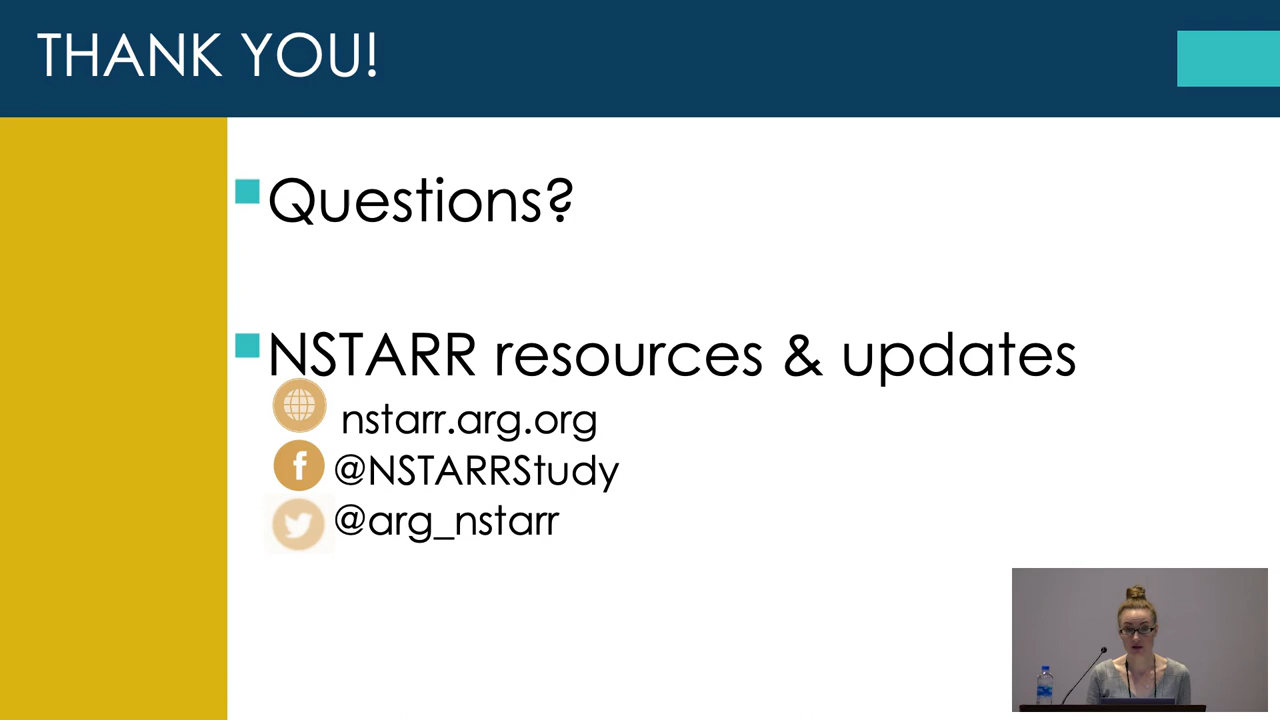 THANK YOU!
Questions?
NSTARR resources & updates
nstarr.arg.org
@NSTARRStudy
@arg_nstarr